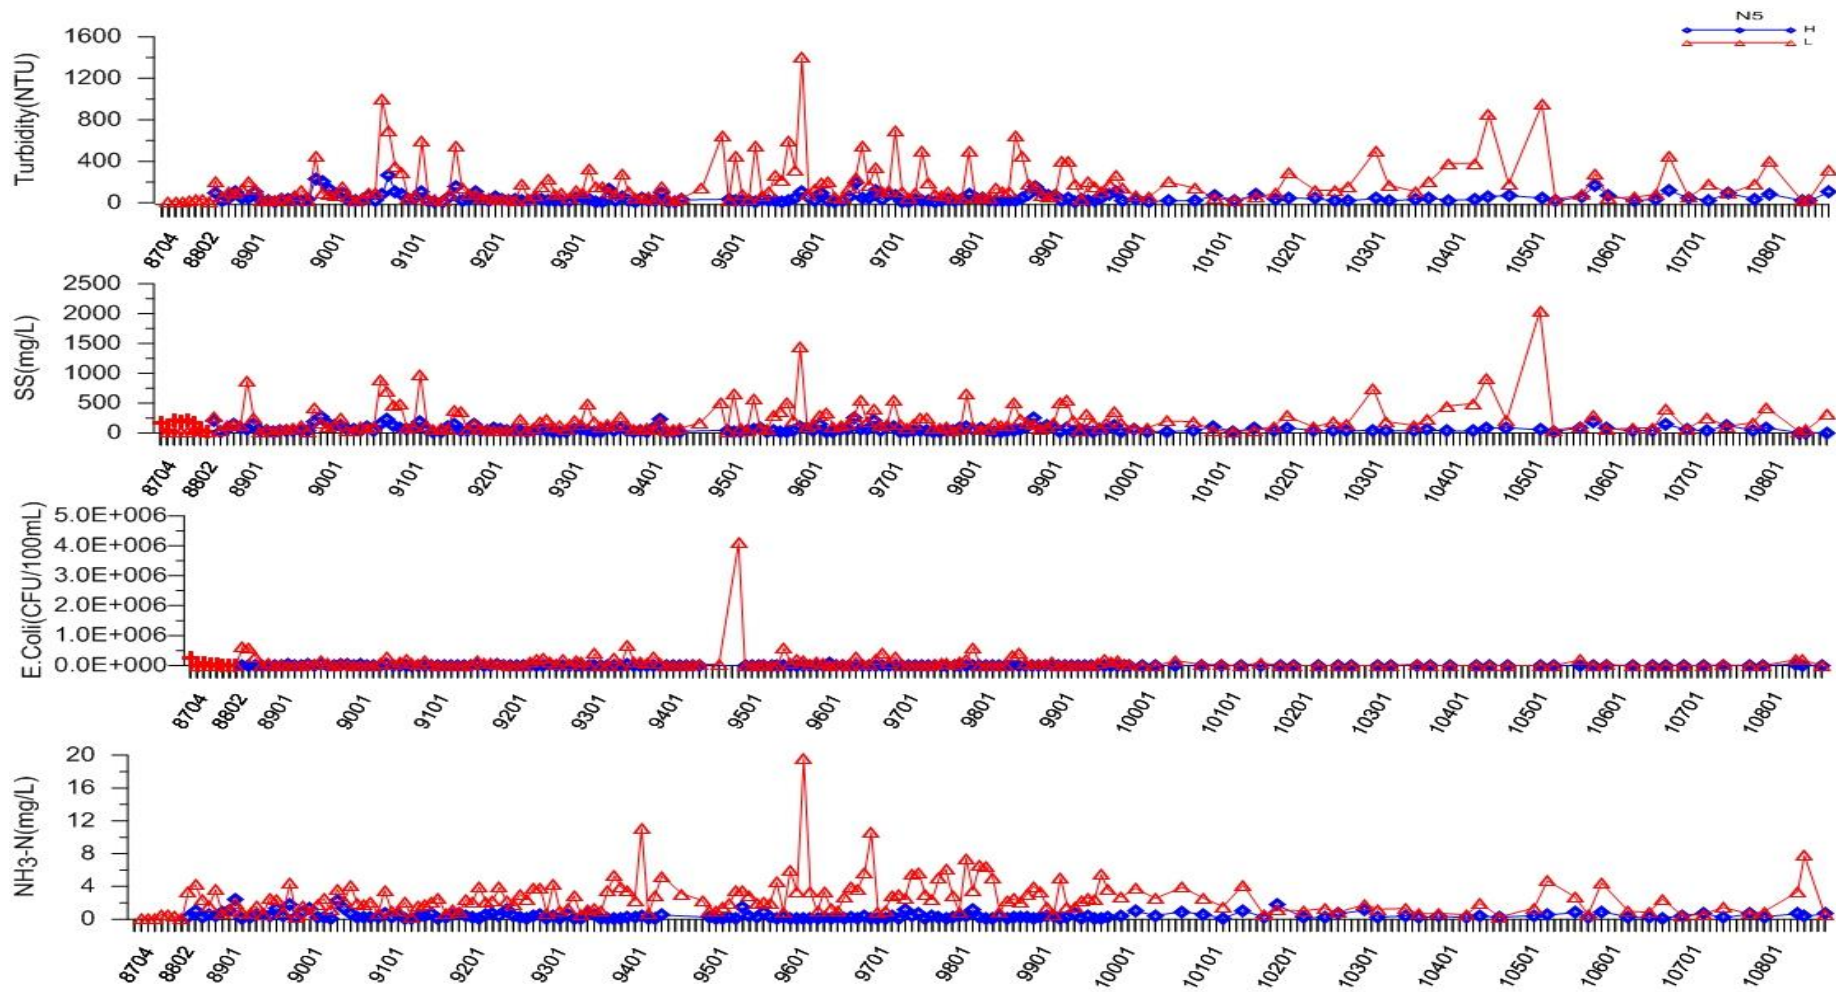 N5
H
L
Turbidity(NTU)
1600
1200
800
400
0
8704 8802 8901 9001 9101 9201 9301 9401 9501 9601 9701 9801 9901 10001 10101 10201 10301 10401 10501 10601 10701 10801
SS(mg/L)
2500
2000
1500
1000
500
0
8704 8802 8901 9001 9101 9201 9301 9401 9501 9601 9701 9801 9901 10001 10101 10201 10301 10401 10501 10601 10701 10801
E.Coli(CFU/100mL)
5.0E+006
4.0E+006
3.0E+006
2.0E+006
1.0E+006
0.0E+000
8704 8802 8901 9001 9101 9201 9301 9401 9501 9601 9701 9801 9901 10001 10101 10201 10301 10401 10501 10601 10701 10801
NH3-N(mg/L)
20
16
12
8
4
0
8704 8802 8901 9001 9101 9201 9301 9401 9501 9601 9701 9801 9901 10001 10101 10201 10301 10401 10501 10601 10701 10801